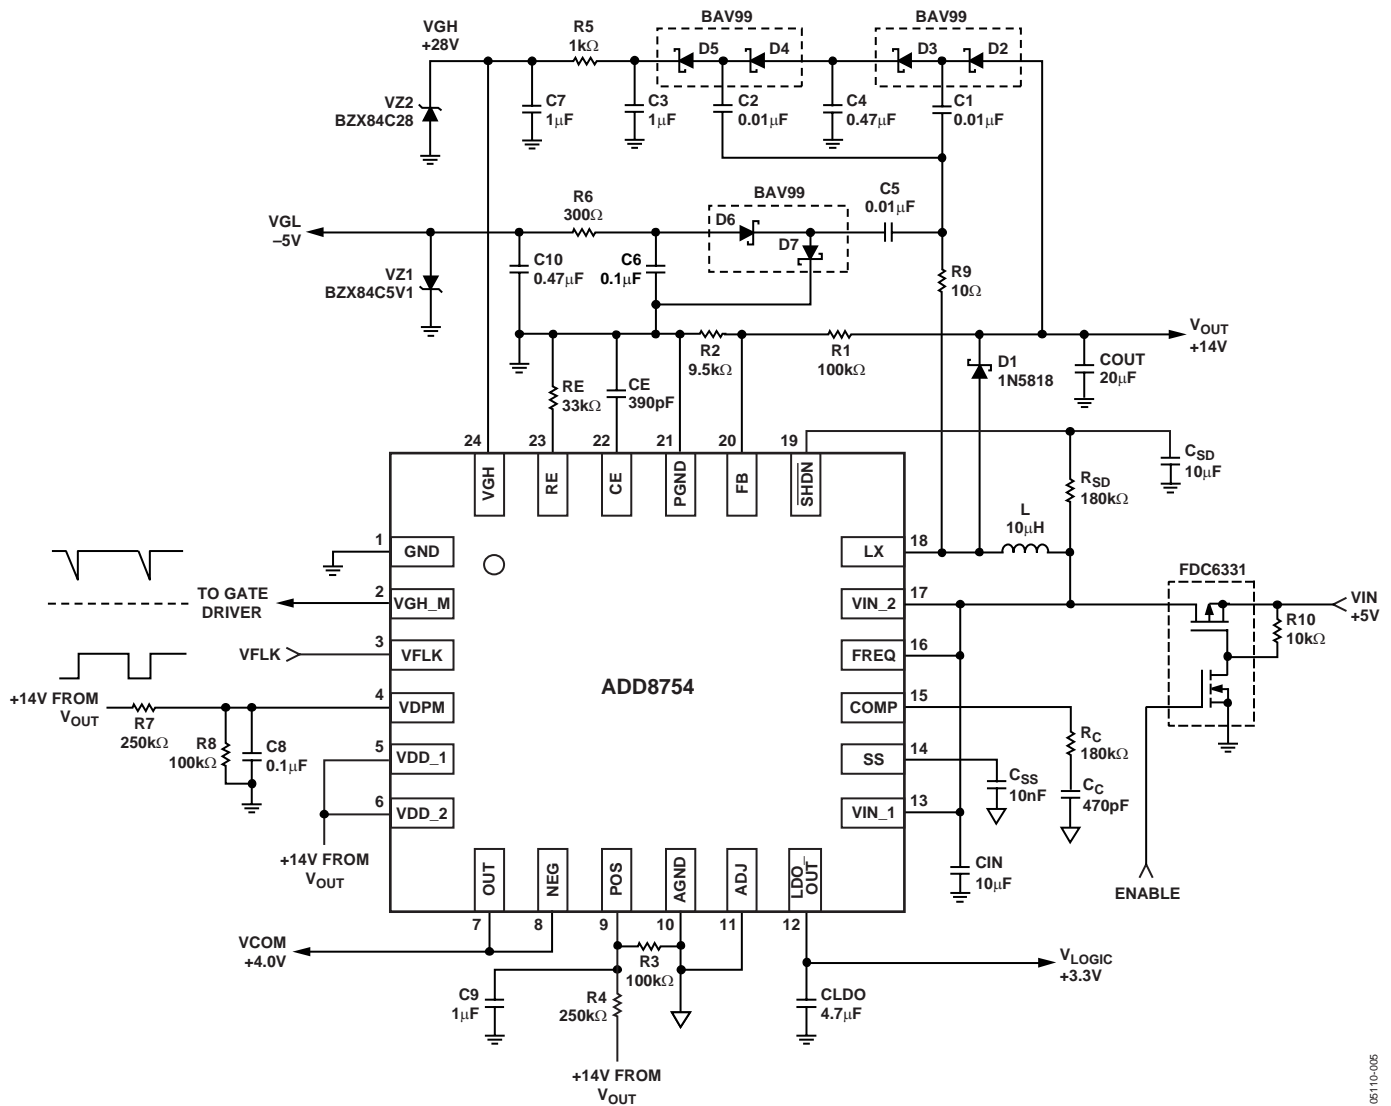 VGH
+28V
R5
1kΩ
BAV99
D5
D4
BAV99
D3
D2
VZ2
BZX84C28
C7
1μF
C3
1μF
C2
0.01μF
C4
0.47μF
C1
0.01μF
VGL
–5V
R6
300Ω
BAV99
D6
D7
C5
0.01μF
VZ1
BZX84C5V1
C10
0.47μF
C6
0.1μF
R9
10Ω
R2
9.5kΩ
R1
100kΩ
VOUT
+14V
D1
1N5818
COUT
20μF
RE
33kΩ
CE
390pF
24
23
22
21
20
19
VGH
RE
CE
PGND
FB
SHDN
CSD
10μF
RSD
180kΩ
L
10μH
1
GND
18
LX
TO GATE
DRIVER
2
VGH_M
17
VIN_2
FDC6331
VIN
+5V
R10
10kΩ
VFLK
3
VFLK
16
FREQ
ADD8754
+14V FROM
VOUT
R7
250kΩ
R8
100kΩ
C8
0.1μF
4
VDPM
15
COMP
RC
180kΩ
CC
470pF
5
VDD_1
14
SS
CSS
10nF
6
VDD_2
13
VIN_1
+14V FROM
VOUT
CIN
10μF
ENABLE
OUT
NEG
POS
AGND
ADJ
LDO_
OUT
7
8
9
10
11
12
VCOM
+4.0V
R3
100kΩ
VLOGIC
+3.3V
C9
1μF
R4
250kΩ
CLDO
4.7μF
+14V FROM
VOUT
05110-005